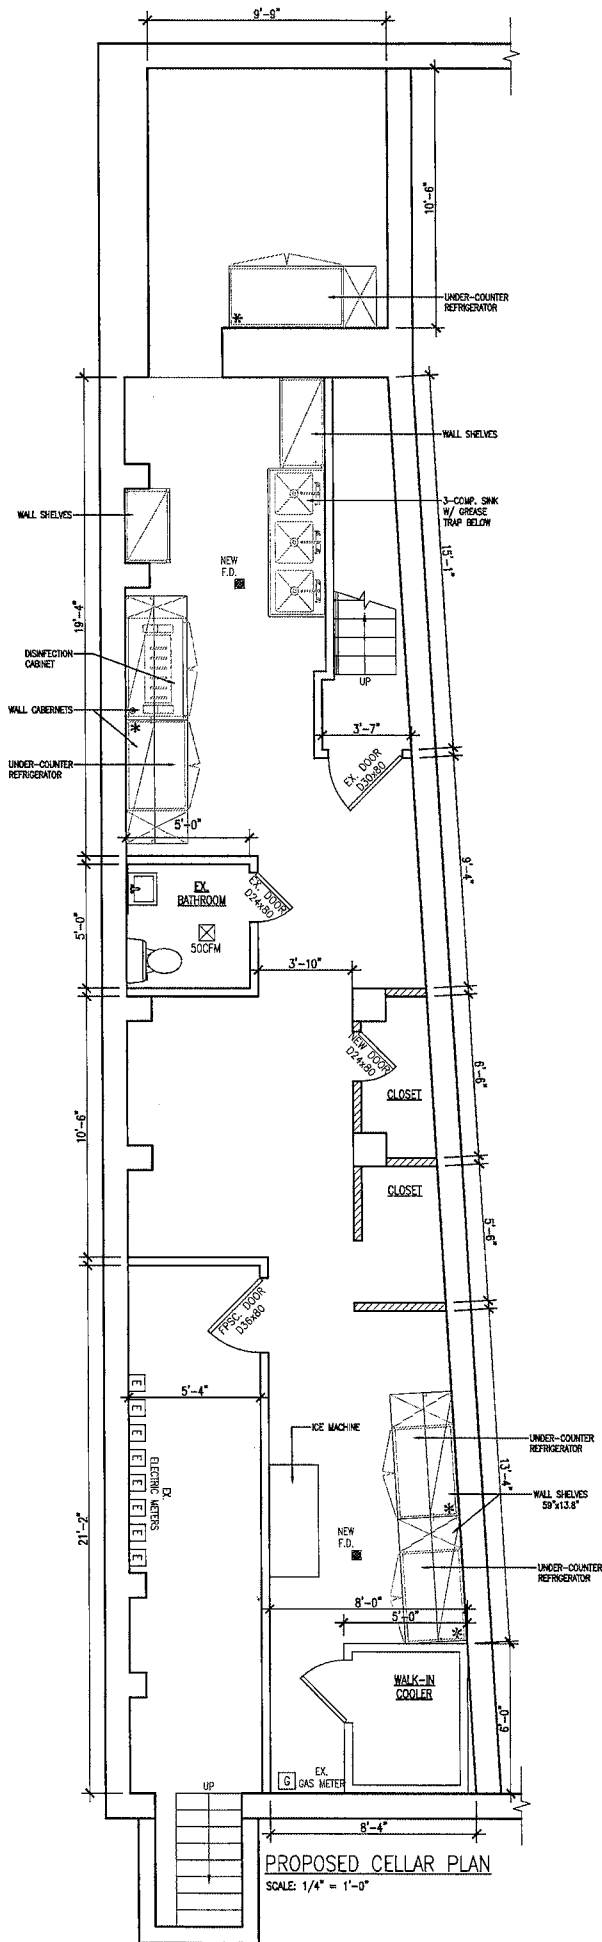 9'-9"
10'-6"
UNDER-COUNTER
REFRIGERATOR
*
WALL SHELVES
3-COMP. SINK
W/ GREASE
TRAP BELOW
WALL SHELVES
NEW
F.D.
15'-1"
19'-4"
DISINFECTION
CABINET
WALL CABERNETS
*
UNDER-COUNTER
REFRIGERATOR
UP
3'-7"
EX. DOOR
D30x80
5'-0"
9'-4"
EX.
BATHROOM
EX. DOOR
D24x80
50CFM
5'-0"
3'-10"
NEW DOOR
D24x80
CLOSET
6'-6"
10'-6"
CLOSET
5'-6"
FPSC. DOOR
D36x80
5'-4"
ICE MACHINE
E
E
E
E
E
E
E
E
EX.
ELECTRIC METERS
UNDER-COUNTER
REFRIGERATOR
13'-4"
WALL SHELVES
59"x13.8"
*
NEW
F.D.
21'-2"
UNDER-COUNTER
REFRIGERATOR
8'-0"
5'-0"
*
WALK-IN
COOLER
G
EX.
GAS METER
UP
8'-4"
PROPOSED CELLAR PLAN
SCALE: 1/4" = 1'-0"